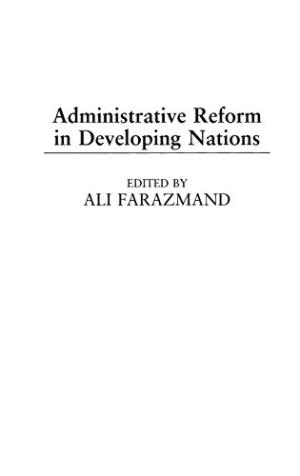 Administrative Reform
in Developing Nations
EDITED BY
ALI FARAZMAND